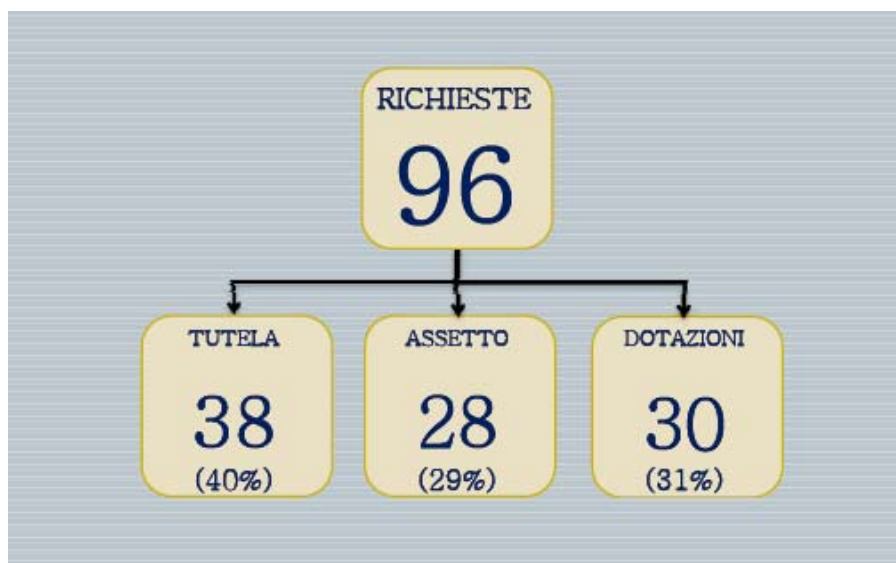 RICHIESTE
96
TUTELA
38
(40%)
ASSETTO
28
(29%)
DOTAZIONI
30
(31%)